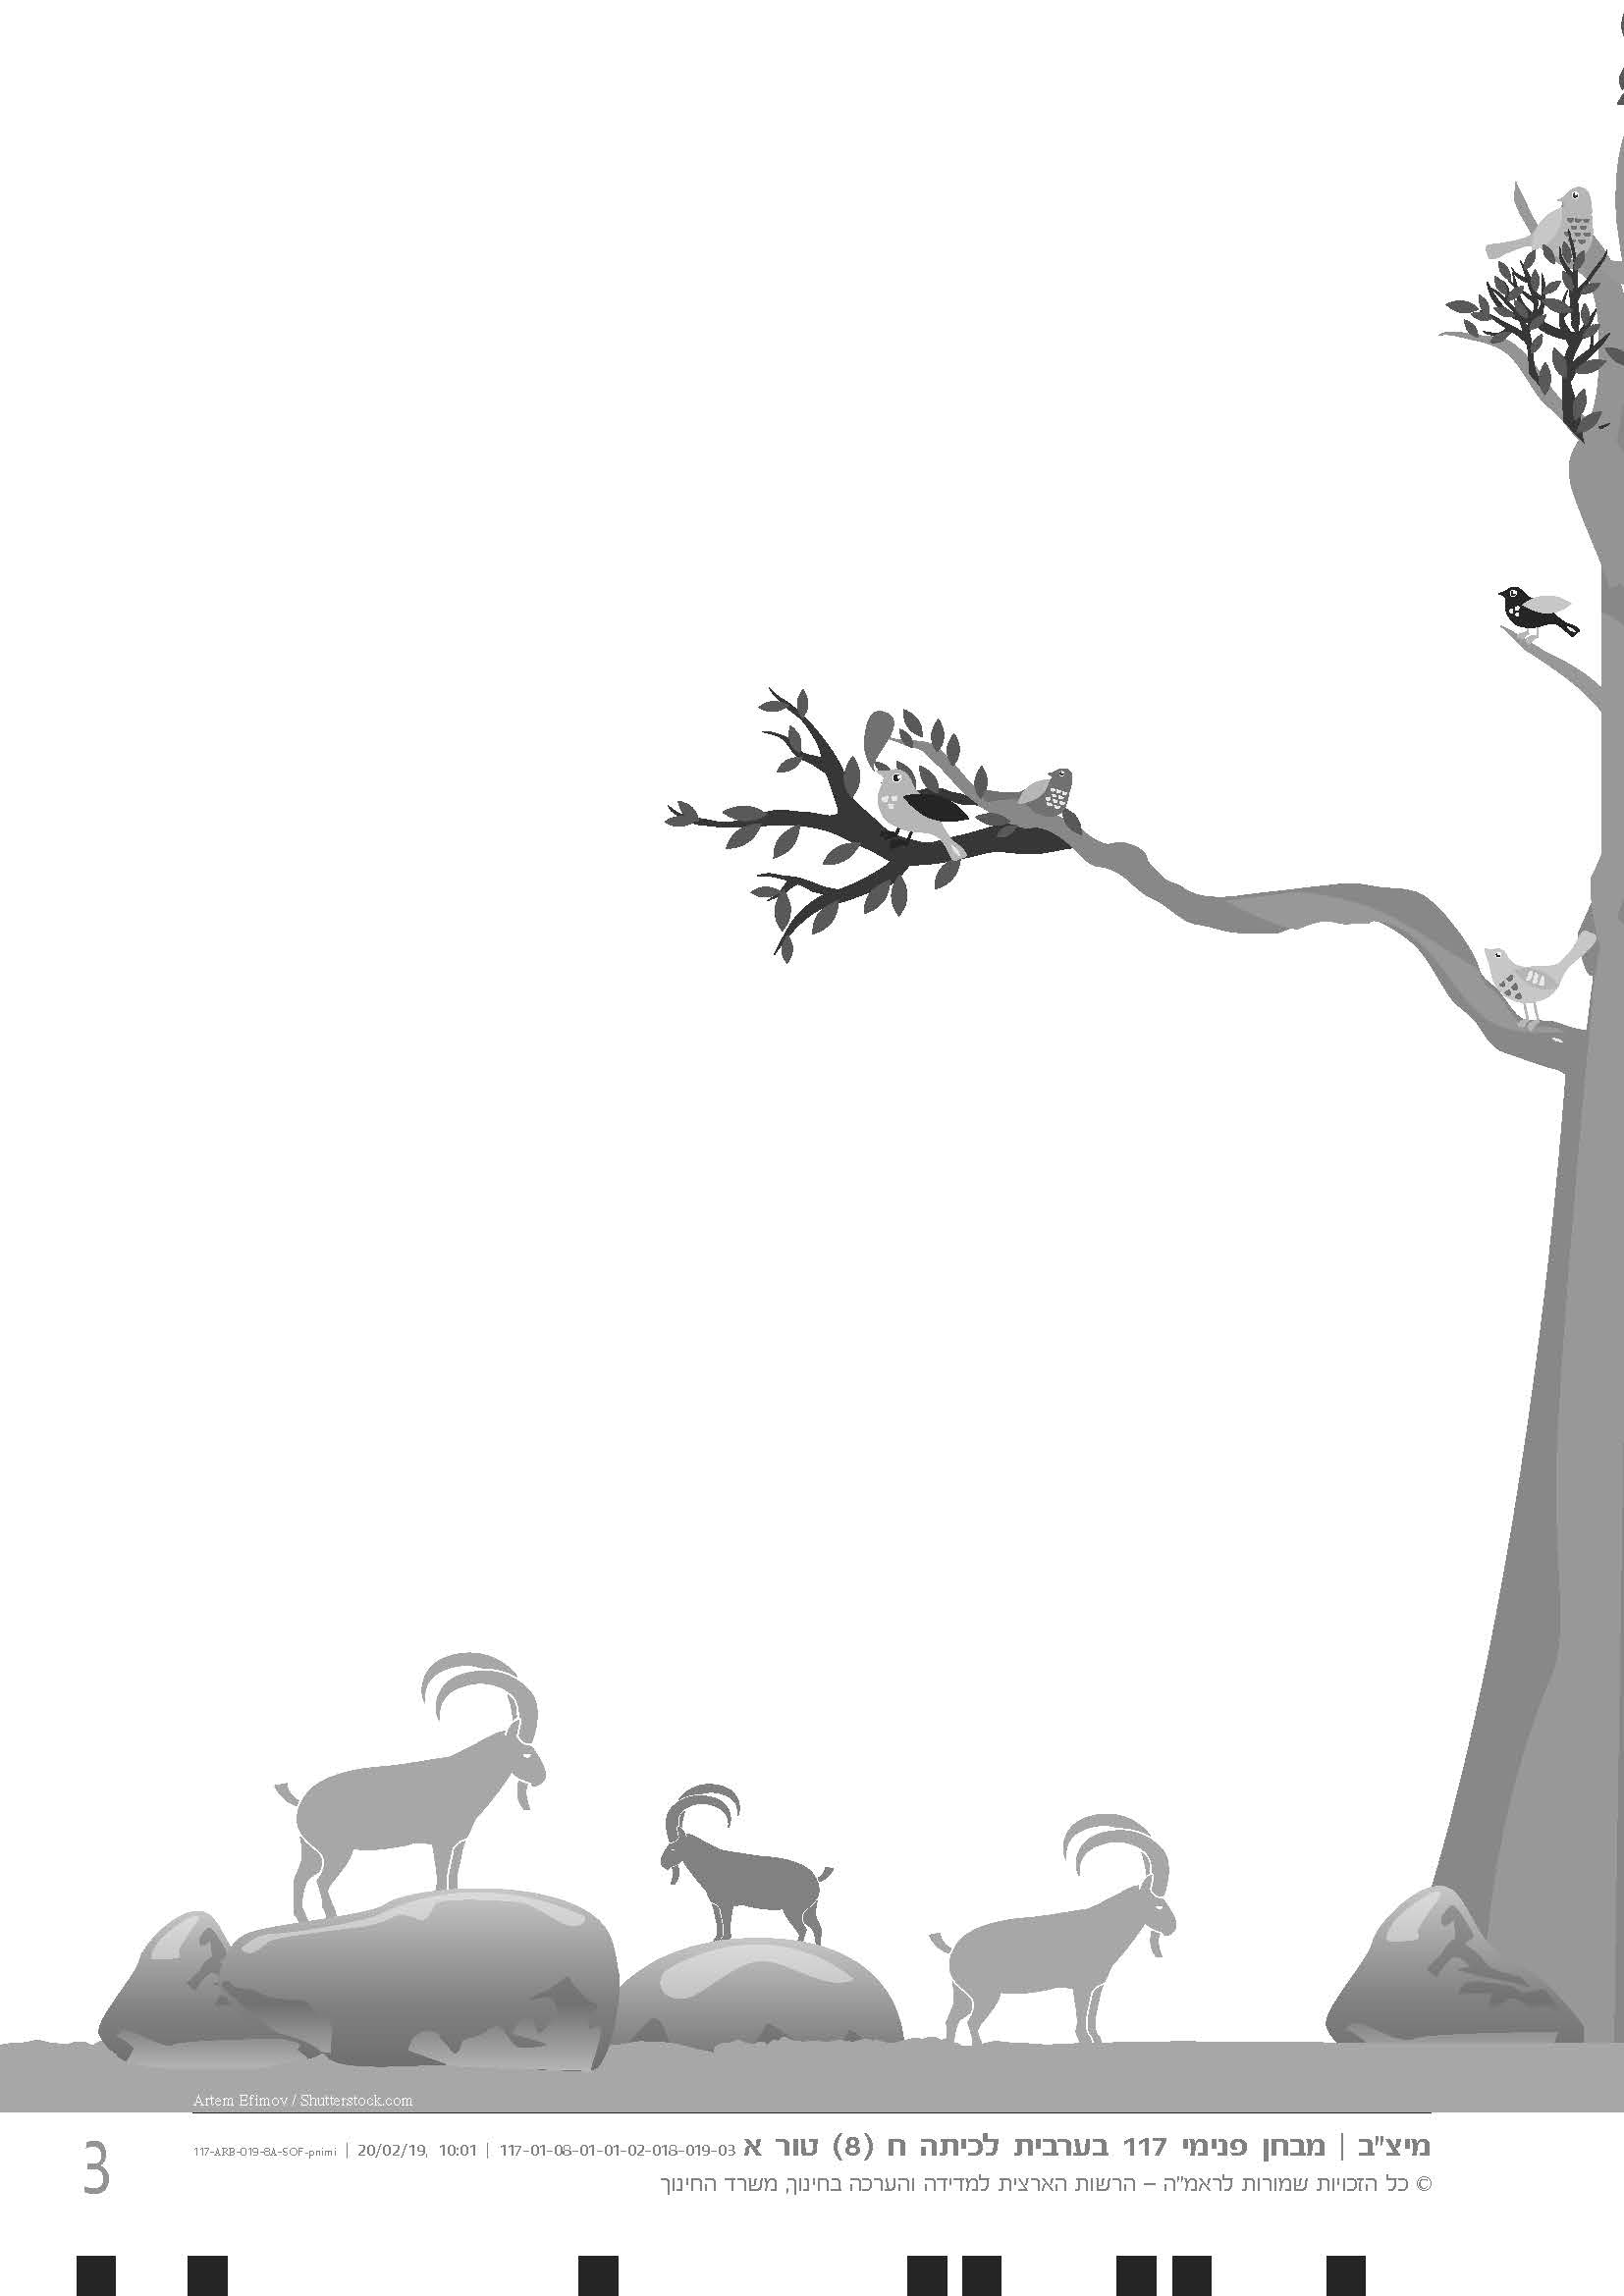 Artem Efimov / Shutterstock.com
מיצ"ב | מבחן פנימי 117 בערבית לכיתה ח (8) טור א 117-01-08-01-01-02-018-019-03 | 20/02/19, 10:01 | 117-ARB-019-8A-SOF-pnimi
© כל הזכויות שמורות לראמ"ה – הרשות הארצית למדידה והערכה בחינוך, משרד החינוך
3